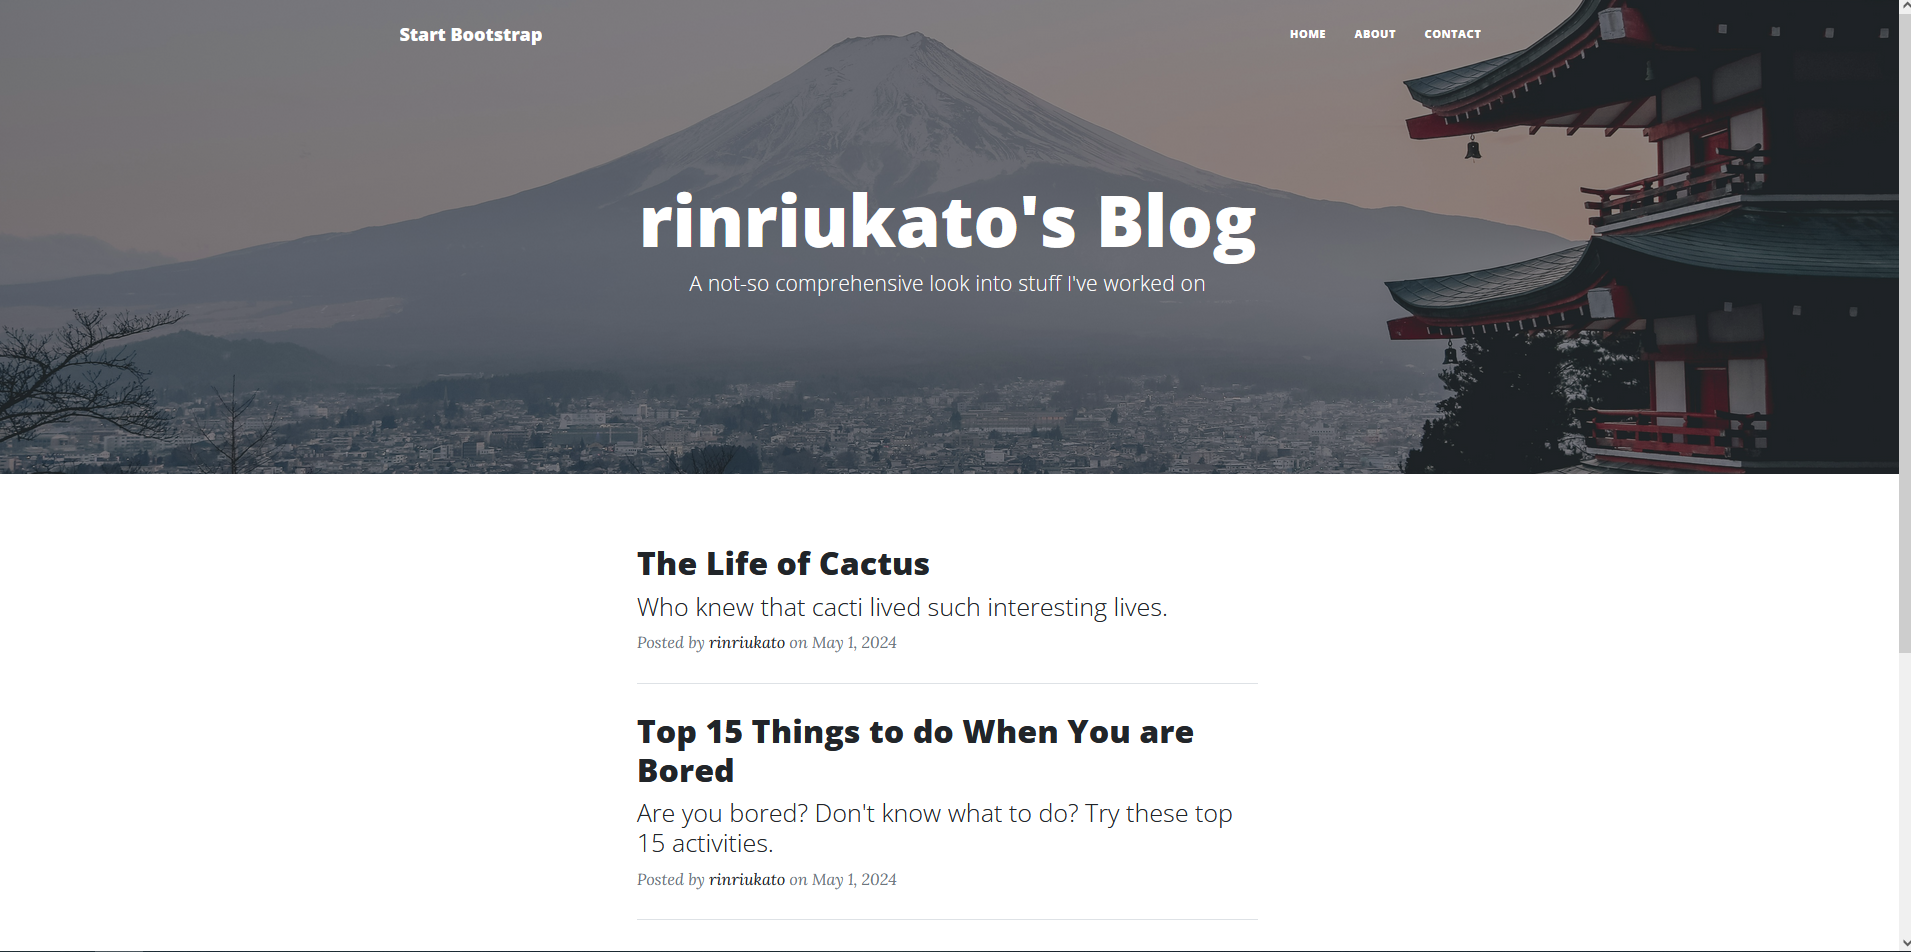 Start Bootstrap
HOME ABOUT CONTACT
rinriukato's Blog
A not-so comprehensive look into stuff I've worked on
The Life of Cactus
Who knew that cacti lived such interesting lives.
Posted by rinriukato on May 1, 2024
Top 15 Things to do When You are
Bored
Are you bored? Don't know what to do? Try these top
15 activities.
Posted by rinriukato on May 1, 2024